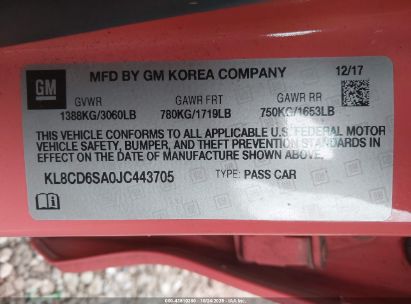 GM
MFD BY GM KOREA COMPANY 12/17
GVWR GAWR FRT GAWR RR
1388KG/3060LB 780KG/1719LB 750KG/1653LB
THIS VEHICLE CONFORMS TO ALL APPLICABLE U.S. FEDERAL MOTOR
VEHICLE SAFETY, BUMPER, AND THEFT PREVENTION STANDARDS
IN EFFECT ON THE DATE OF MANUFACTURE SHOWN ABOVE.
KL8CD6SA0JC443705 TYPE: PASS CAR